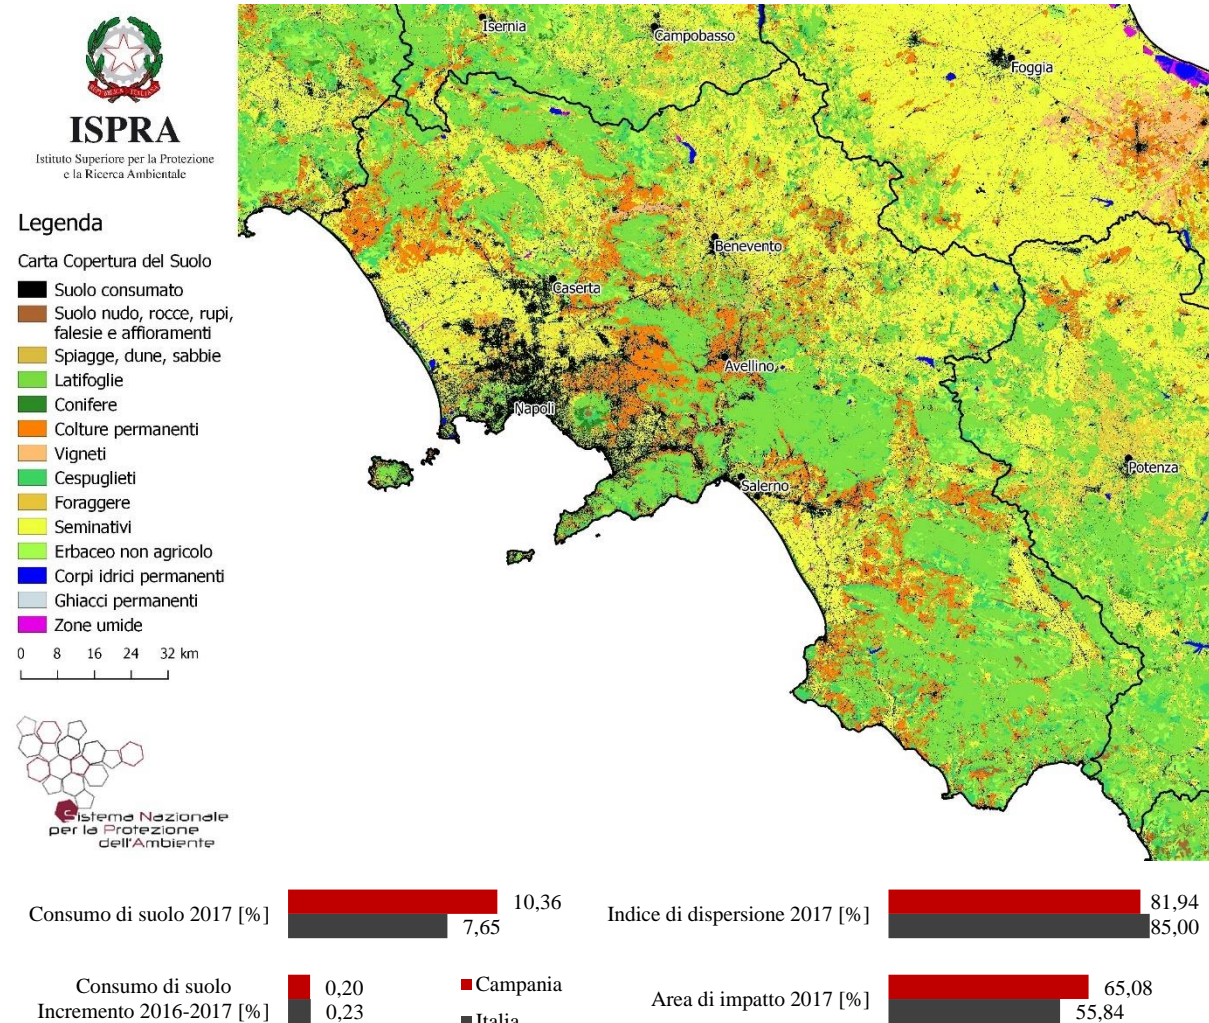 ISPRA
Istituto Superiore per la Protezione
e la Ricerca Ambientale
Legenda
Carta Copertura del Suolo
Suolo consumato
Suolo nudo, rocce, rupi,
falesie e affioramenti
Spiagge, dune, sabbie
Latifoglie
Conifere
Colture permanenti
Vigneti
Cespuglieti
Foraggere
Seminativi
Erbaceo non agricolo
Corpi idrici permanenti
Ghiacci permanenti
Zone umide
0 8 16 24 32 km
Sistema Nazionale
per la Protezione
dell'Ambiente
Isernia
Campobasso
Foggia
Benevento
Caserta
Avellino
Napoli
Salerno
Potenza
Consumo di suolo 2017 [%]
10,36
7,65
Indice di dispersione 2017 [%]
81,94
85,00
Consumo di suolo
Incremento 2016-2017 [%]
0,20
0,23
Campania
Italia
Area di impatto 2017 [%]
65,08
55,84